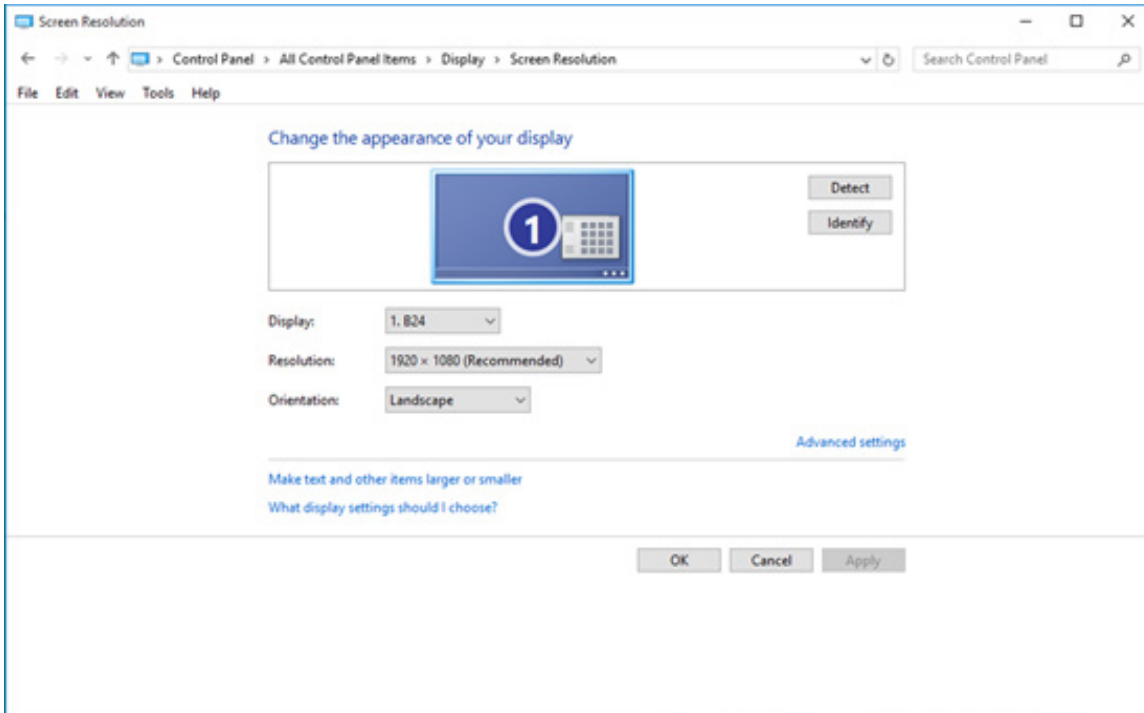 Screen Resolution
Control Panel > All Control Panel Items > Display > Screen Resolution Search Control Panel
File Edit View Tools Help
Change the appearance of your display
1
Detect
Identify
Display: 1. B24
Resolution: 1920 × 1080 (Recommended)
Orientation: Landscape
Advanced settings
Make text and other items larger or smaller
What display settings should I choose?
OK Cancel Apply